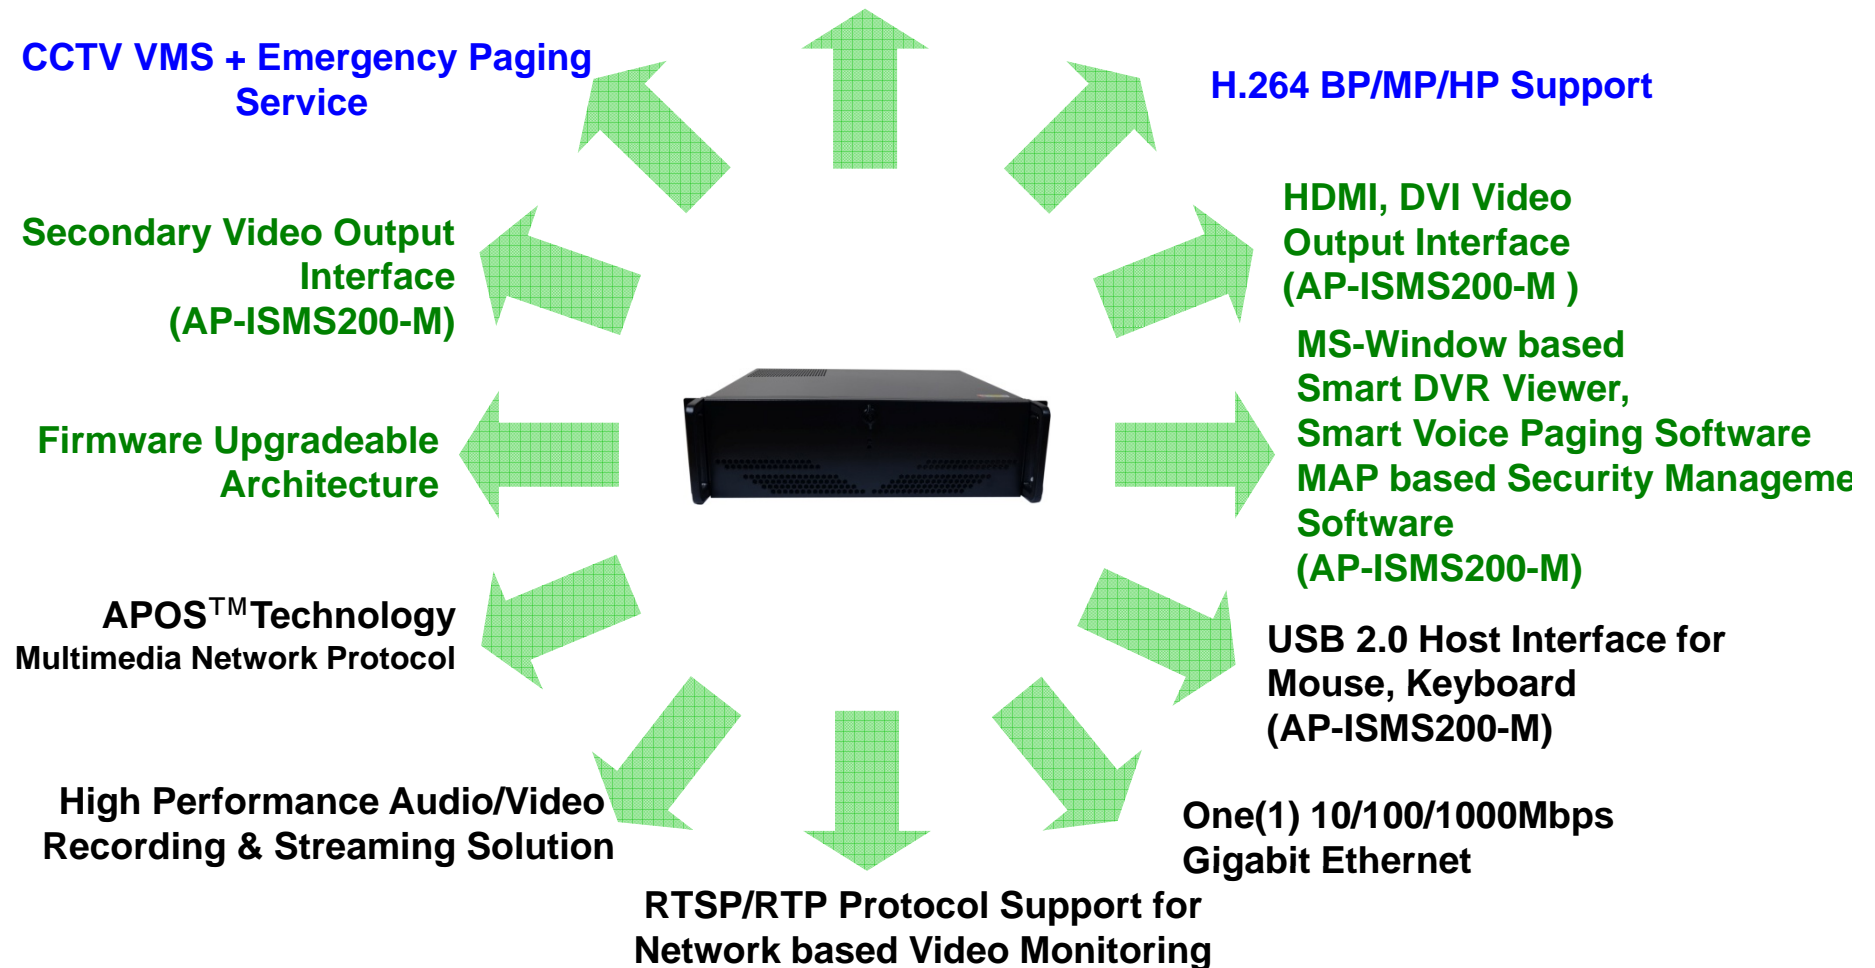 CCTV VMS + Emergency Paging
Service
H.264 BP/MP/HP Support
Secondary Video Output
Interface
(AP-ISMS200-M)
HDMI, DVI Video
Output Interface
(AP-ISMS200-M )
Firmware Upgradeable
Architecture
MS-Window based
Smart DVR Viewer,
Smart Voice Paging Software
MAP based Security Manageme
Software
(AP-ISMS200-M)
APOS™Technology
Multimedia Network Protocol
USB 2.0 Host Interface for
Mouse, Keyboard
(AP-ISMS200-M)
High Performance Audio/Video
Recording & Streaming Solution
One(1) 10/100/1000Mbps
Gigabit Ethernet
RTSP/RTP Protocol Support for
Network based Video Monitoring